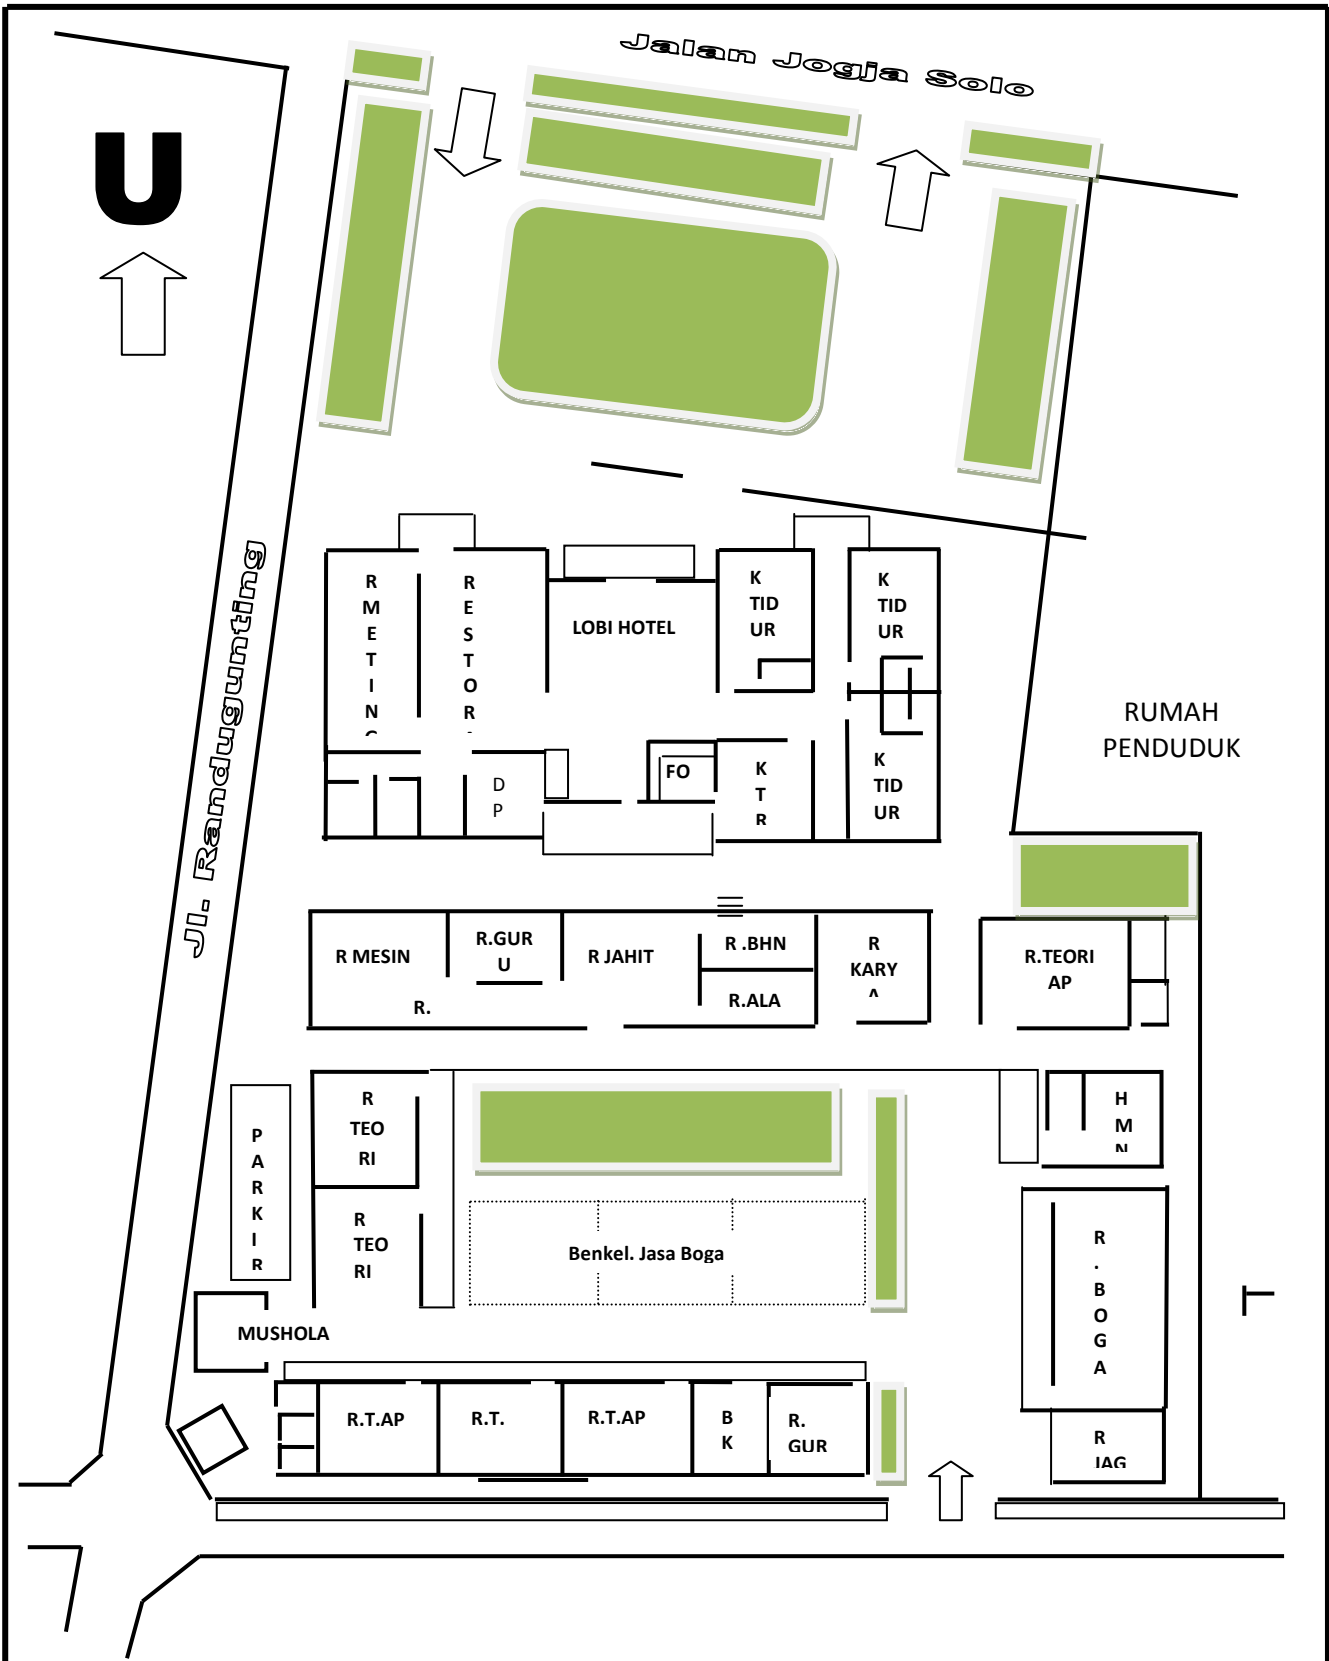 Jalan Jogja Solo
U
Jl. Randugunting
R
M
E
T
I
N
R
E
S
T
O
R
LOBI HOTEL
K
TID
UR
K
TID
UR
RUMAH
PENDUDUK
D
P
FO
K
T
R
K
TID
UR
R MESIN
R.GUR
U
R JAHIT
R .BHN
R.ALA
R
KARY
A
R.
R.TEORI
AP
P
A
R
K
I
R
R
TEO
RI
R
TEO
RI
H
M
N
Benkel. Jasa Boga
R
.
B
O
G
A
MUSHOLA
R.T.AP
R.T.
R.T.AP
B
K
R.
GUR
R
JAG